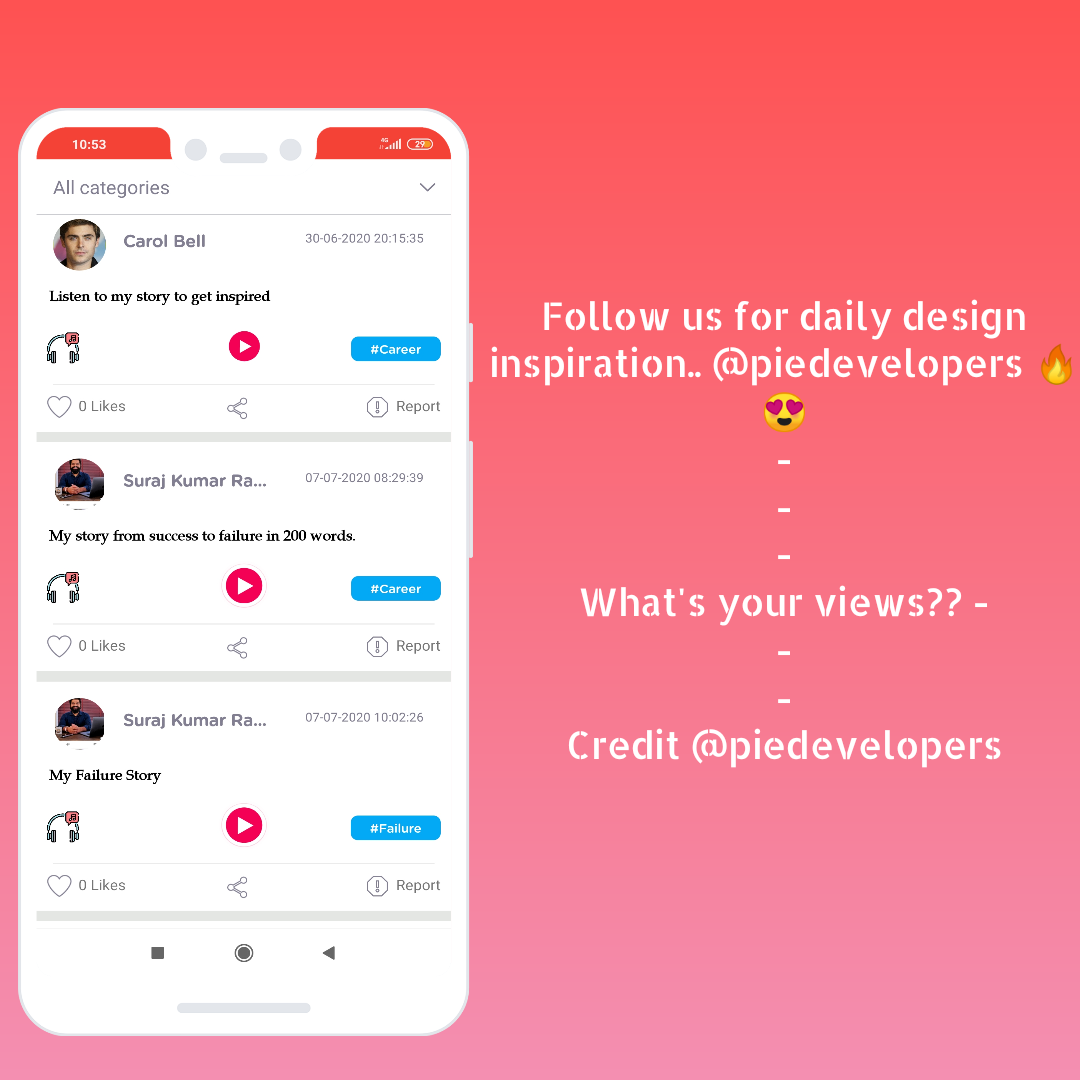 10:53
4G
29
All categories
Carol Bell
30-06-2020 20:15:35
Listen to my story to get inspired
#Career
0 Likes
Report
Suraj Kumar Ra...
07-07-2020 08:29:39
My story from success to failure in 200 words.
#Career
0 Likes
Report
Suraj Kumar Ra...
07-07-2020 10:02:26
My Failure Story
#Failure
0 Likes
Report
Follow us for daily design
inspiration.. @piedevelopers 🔥
😍
-
-
-
What's your views?? -
-
-
Credit @piedevelopers